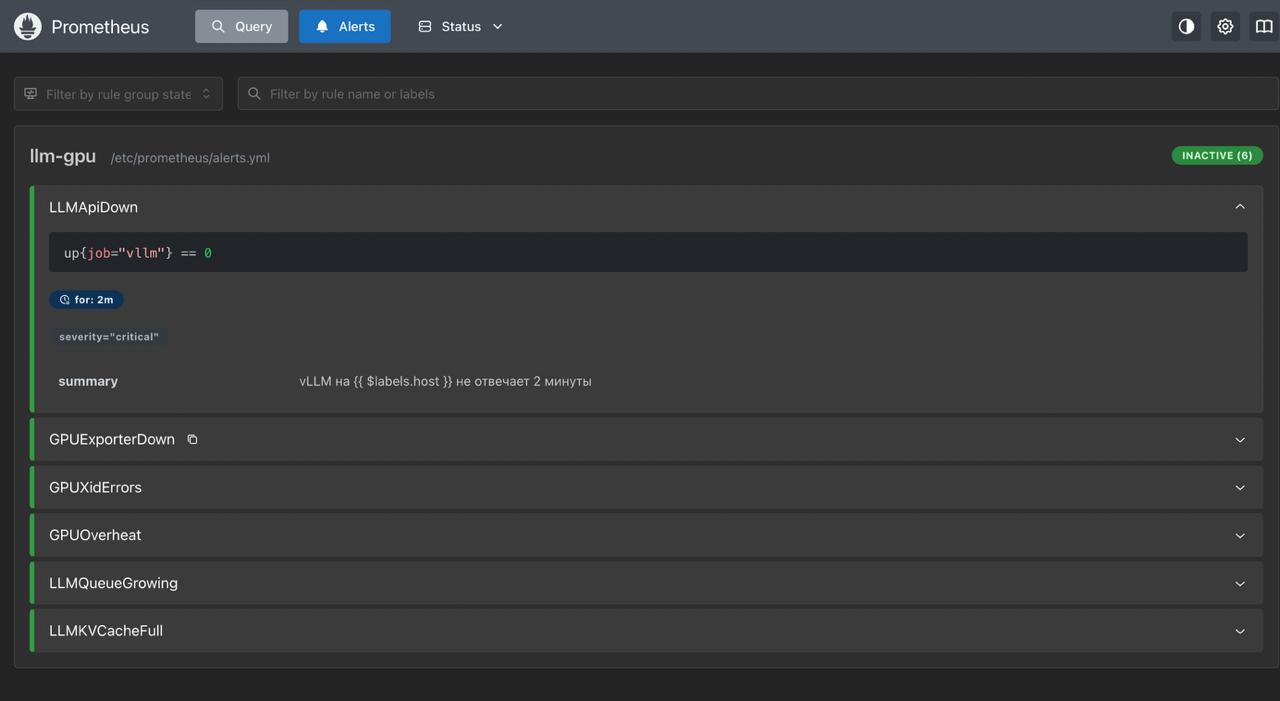 Prometheus Query Alerts Status
Filter by rule group state Filter by rule name or labels
llm-gpu /etc/prometheus/alerts.yml INACTIVE (6)
LLMApiDown
up{job="vllm"} == 0
for: 2m
severity="critical"
summary vLLM на {{ $labels.host }} не отвечает 2 минуты
GPUExporterDown
GPUXidErrors
GPUOverheat
LLMQueueGrowing
LLMKVCacheFull